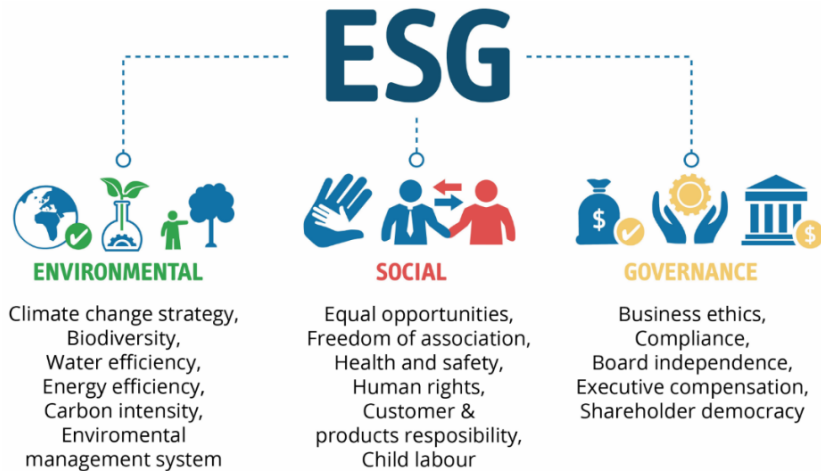 ESG
ENVIRONMENTAL
Climate change strategy,
Biodiversity,
Water efficiency,
Energy efficiency,
Carbon intensity,
Enviromental
management system
SOCIAL
Equal opportunities,
Freedom of association,
Health and safety,
Human rights,
Customer &
products resposibility,
Child labour
$
$
GOVERNANCE
Business ethics,
Compliance,
Board independence,
Executive compensation,
Shareholder democracy